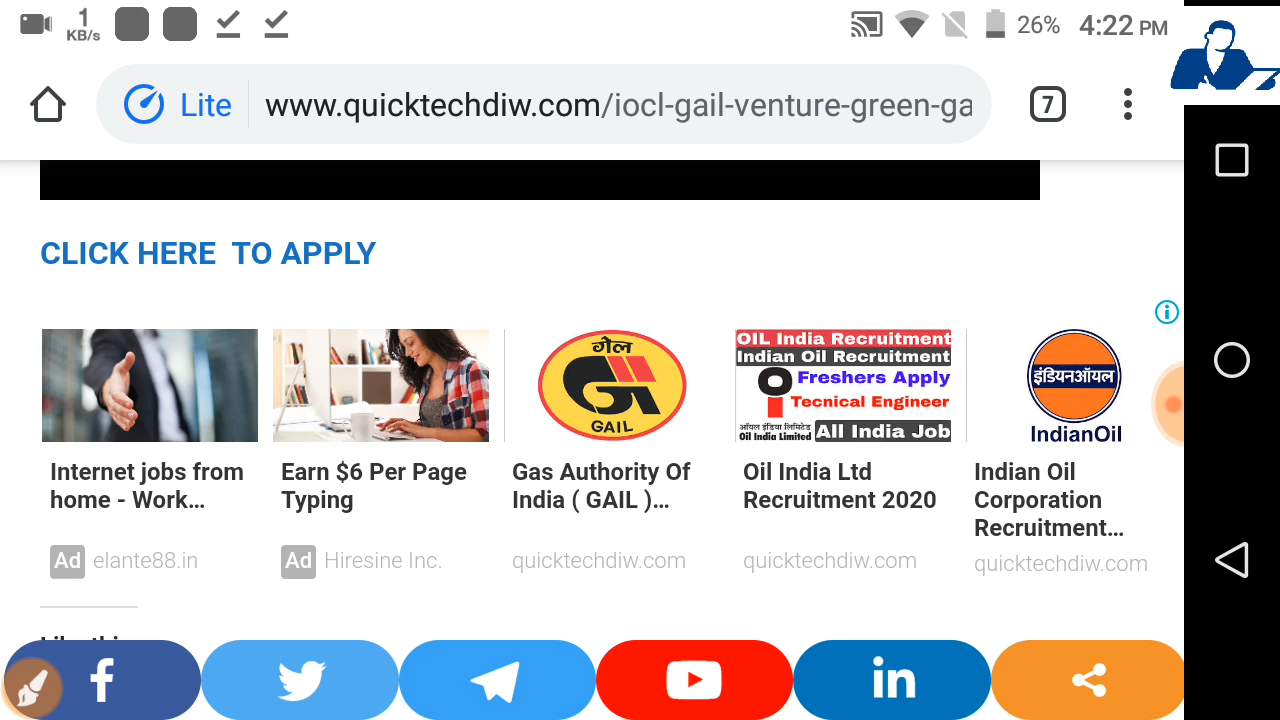 1
KB/s
26%
4:22 PM
Lite
www.quicktechdiw.com/iocl-gail-venture-green-ga
7
CLICK HERE TO APPLY
गेल
GAIL
OIL India Recruitment
Indian Oil Recruitment
Freshers Apply
Tecnical Engineer
ऑयल इंडिया लिमिटेड
Oil India Limited
All India Job
इंडियनऑयल
IndianOil
Internet jobs from
home - Work...
Ad elante88.in
Earn $6 Per Page
Typing
Ad Hiresine Inc.
Gas Authority Of
India ( GAIL )...
quicktechdiw.com
Oil India Ltd
Recruitment 2020
quicktechdiw.com
Indian Oil
Corporation
Recruitment...
quicktechdiw.com